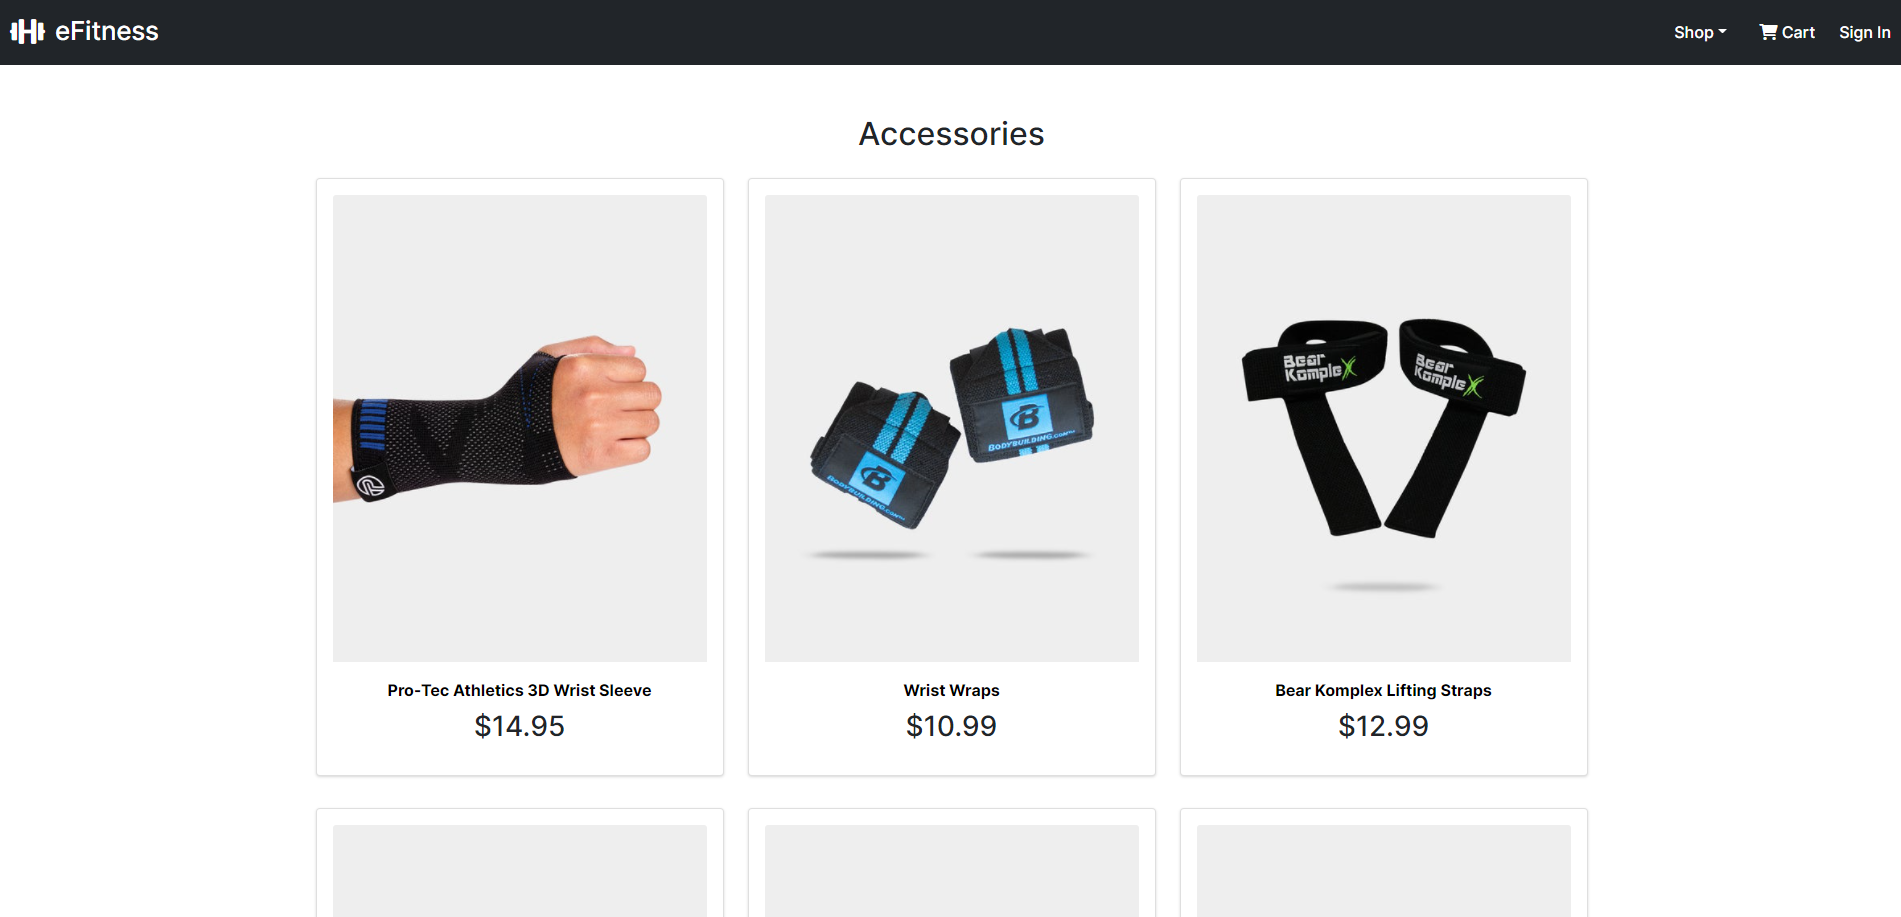 eFitness
Shop
Cart
Sign In
Accessories
Bear
KompleX
Bear
KompleX
BODYBUILDING.COM
BODYBUILDING.COM
Pro-Tec Athletics 3D Wrist Sleeve
Wrist Wraps
Bear Komplex Lifting Straps
$14.95
$10.99
$12.99